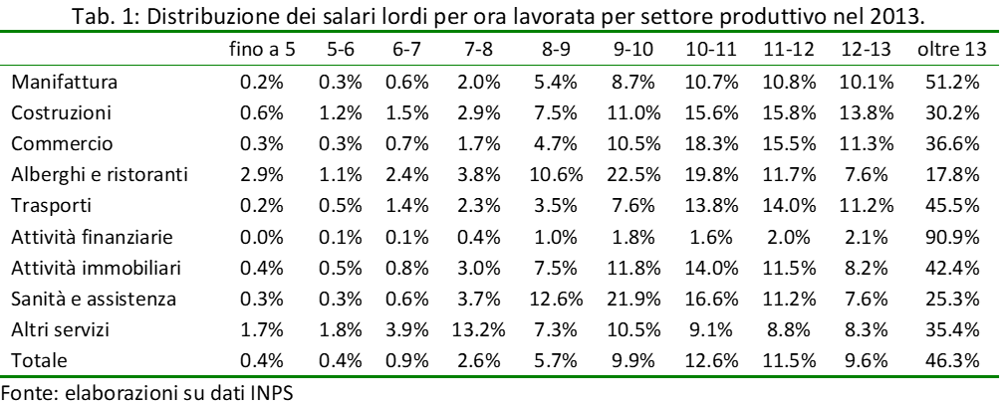 Tab. 1: Distribuzione dei salari lordi per ora lavorata per settore produttivo nel 2013.
fino a 5 5-6 6-7 7-8 8-9 9-10 10-11 11-12 12-13 oltre 13
Manifattura 0.2% 0.3% 0.6% 2.0% 5.4% 8.7% 10.7% 10.8% 10.1% 51.2%
Costruzioni 0.6% 1.2% 1.5% 2.9% 7.5% 11.0% 15.6% 15.8% 13.8% 30.2%
Commercio 0.3% 0.3% 0.7% 1.7% 4.7% 10.5% 18.3% 15.5% 11.3% 36.6%
Alberghi e ristoranti 2.9% 1.1% 2.4% 3.8% 10.6% 22.5% 19.8% 11.7% 7.6% 17.8%
Trasporti 0.2% 0.5% 1.4% 2.3% 3.5% 7.6% 13.8% 14.0% 11.2% 45.5%
Attività finanziarie 0.0% 0.1% 0.1% 0.4% 1.0% 1.8% 1.6% 2.0% 2.1% 90.9%
Attività immobiliari 0.4% 0.5% 0.8% 3.0% 7.5% 11.8% 14.0% 11.5% 8.2% 42.4%
Sanità e assistenza 0.3% 0.3% 0.6% 3.7% 12.6% 21.9% 16.6% 11.2% 7.6% 25.3%
Altri servizi 1.7% 1.8% 3.9% 13.2% 7.3% 10.5% 9.1% 8.8% 8.3% 35.4%
Totale 0.4% 0.4% 0.9% 2.6% 5.7% 9.9% 12.6% 11.5% 9.6% 46.3%
Fonte: elaborazioni su dati INPS